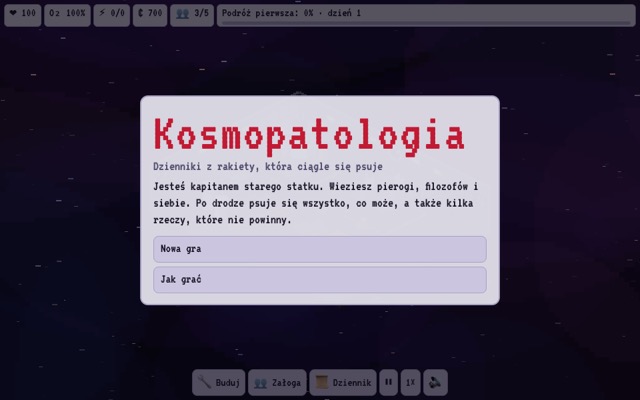 ❤ 100 O₂ 100% ⚡ 0/0 ₵ 700 👥 3/5 Podróż pierwsza: 0% · dzień 1
Kosmopatologia
Dzienniki z rakiety, która ciągle się psuje
Jesteś kapitanem starego statku. Wieziesz pierogi, filozofów i
siebie. Po drodze psuje się wszystko, co może, a także kilka
rzeczy, które nie powinny.
Nowa gra
Jak grać
🔧 Buduj 👥 Załoga 📜 Dziennik ⏸ 1x 🔊